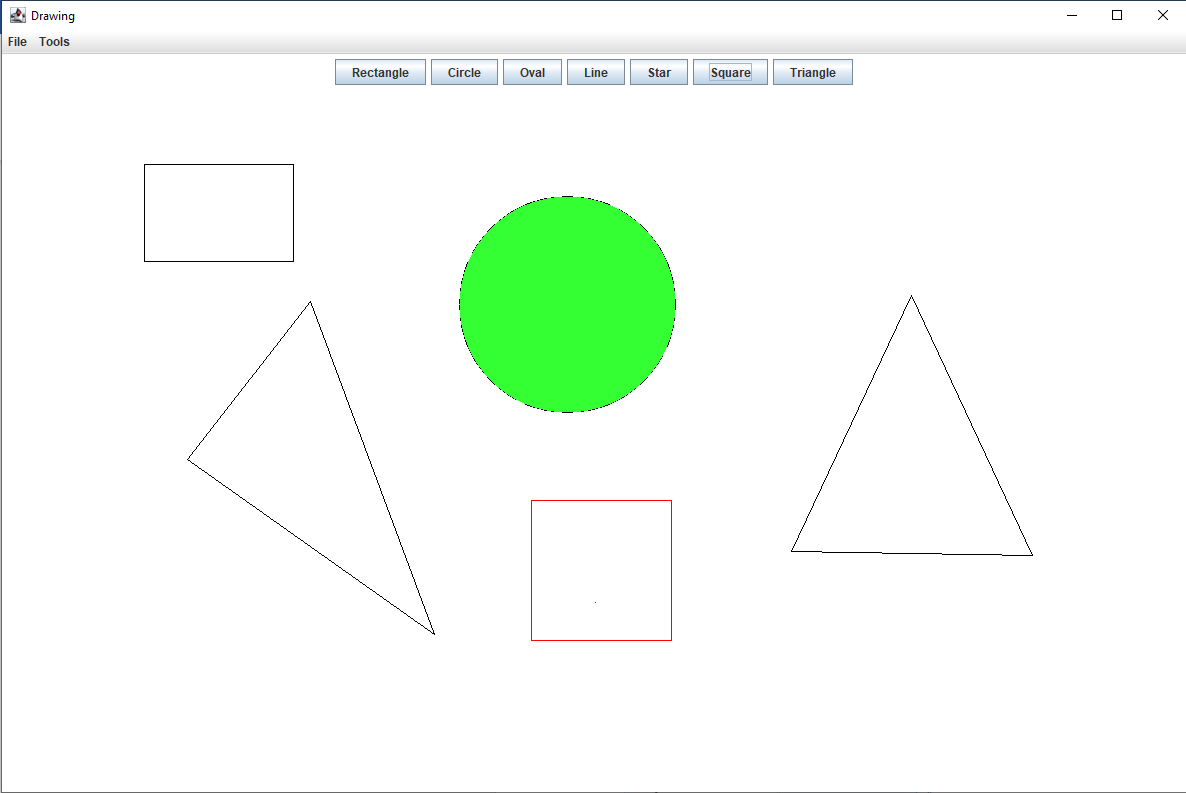 Drawing
File Tools
Rectangle Circle Oval Line Star Square Triangle